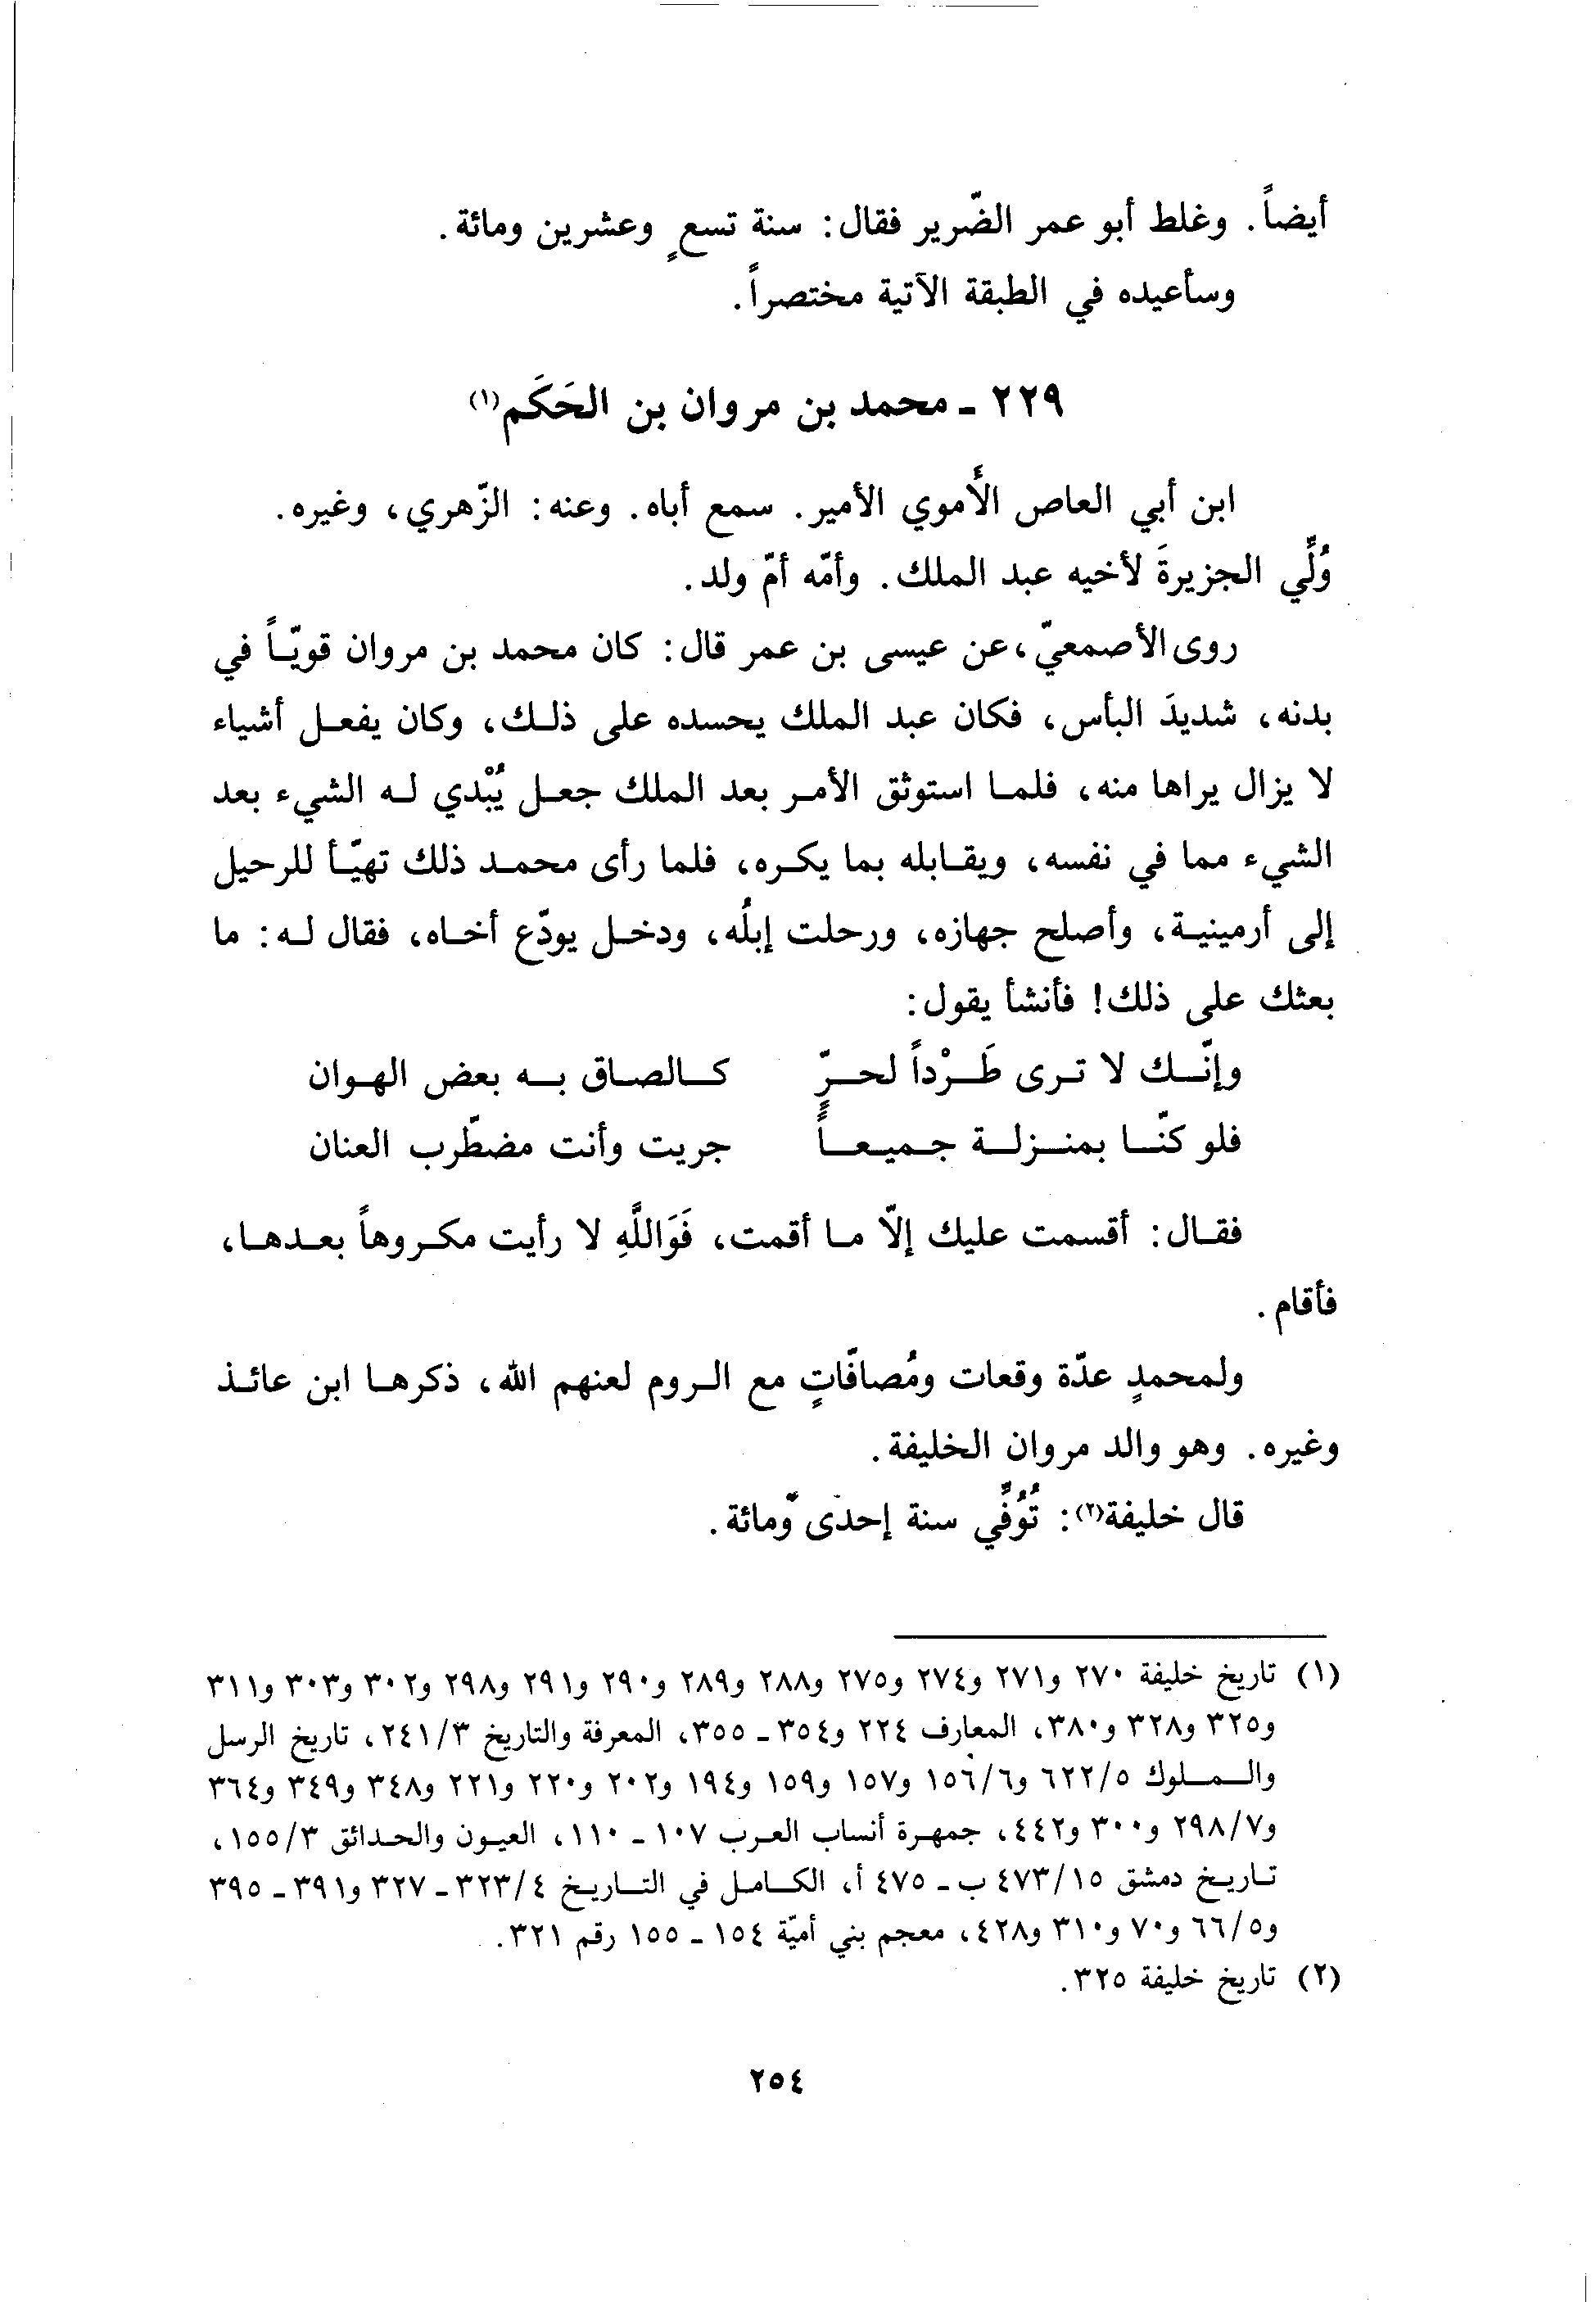 أيضاً. وغلط أبو عمر الضّرير فقال: سنة تسعٍ وعشرين ومائة.
وسأعيده في الطبقة الآتية مختصراً.
٢٢٩ ـ محمد بن مروان بن الحَكَم(١)
ابن أبي العاص الأُموي الأمير. سمع أباه. وعنه: الزّهري، وغيره.
وُلِّي الجزيرةَ لأخيه عبد الملك. وأمّه أمّ ولد.
روى الأصمعيّ، عن عيسى بن عمر قال: كان محمد بن مروان قويّاً في
بدنه، شديدَ البأس، فكان عبد الملك يحسده على ذلك، وكان يفعل أشياء
لا يزال يراها منه، فلما استوثق الأمر بعد الملك جعل يُبْدي له الشيء بعد
الشيء مما في نفسه، ويقابله بما يكره، فلما رأى محمد ذلك تهيّأ للرحيل
إلى أرمينية، وأصلح جهازه، ورحلت إبلُه، ودخل يودّع أخاه، فقال له: ما
بعثك على ذلك! فأنشأ يقول:
وإنّك لا ترى طَرْداً لحرٍّ كالصاق به بعض الهوان
فلو كنّا بمنزلة جميعاً جريت وأنت مضطّرب العنان
فقال: أقسمت عليك إلّا ما أقمت، فَوَاللَّهِ لا رأيت مكروهاً بعدها،
فأقام.
ولمحمدٍ عدّة وقعات ومُصافّاتٍ مع الروم لعنهم الله، ذكرها ابن عائذ
وغيره. وهو والد مروان الخليفة.
قال خليفة(٢): تُوُفِّي سنة إحدى ومائة.
(١) تاريخ خليفة ٢٧٠ و٢٧١ و٢٧٤ و٢٧٥ و٢٨٨ و٢٨٩ و٢٩٠ و٢٩١ و٢٩٨ و٣٠٢ و٣٠٣ و٣١١
و٣٢٥ و٣٢٨ و٣٨٠، المعارف ٢٢٤ و٣٥٤ ـ ٣٥٥، المعرفة والتاريخ ٢٤١/٣، تاريخ الرسل
والملوك ٦٢٢/٥ و١٥٦/٦ و١٥٧ و١٥٩ و١٩٤ و٢٠٢ و٢٢٠ و٢٢١ و٣٤٨ و٣٤٩ و٣٦٤
و٢٩٨/٧ و٣٠٠ و٤٤٢، جمهرة أنساب العرب ١٠٧ ـ ١١٠، العيون والحدائق ١٥٥/٣،
تاريخ دمشق ٤٧٣/١٥ ب ـ ٤٧٥ أ، الكامل في التاريخ ٣٢٣/٤ ـ ٣٢٧ و٣٩١ ـ ٣٩٥
و٦٦/٥ و٧٠ و٣١٠ و٤٢٨، معجم بني أميّة ١٥٤ ـ ١٥٥ رقم ٣٢١.
(٢) تاريخ خليفة ٣٢٥.
٢٥٤